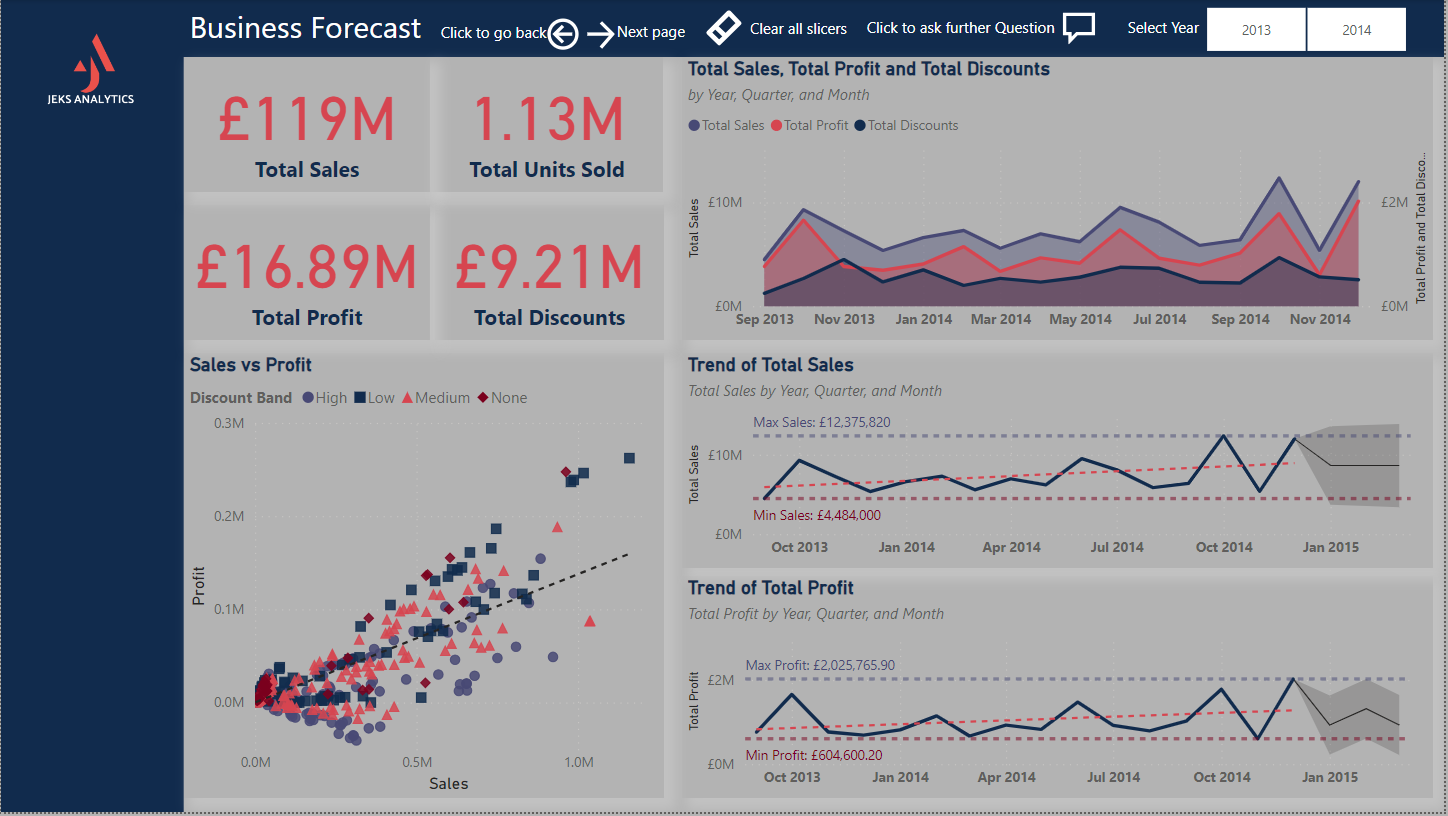 JEKS ANALYTICS
Business Forecast
Click to go back
Next page
Clear all slicers
Click to ask further Question
Select Year
2013
2014
£119M
Total Sales
1.13M
Total Units Sold
£16.89M
Total Profit
£9.21M
Total Discounts
Total Sales, Total Profit and Total Discounts
by Year, Quarter, and Month
Total Sales Total Profit Total Discounts
Total Sales
£10M
£0M
£2M
£0M
Total Profit and Total Disco...
Sep 2013 Nov 2013 Jan 2014 Mar 2014 May 2014 Jul 2014 Sep 2014 Nov 2014
Sales vs Profit
Discount Band High Low Medium None
Profit
0.3M
0.2M
0.1M
0.0M
0.0M 0.5M 1.0M
Sales
Trend of Total Sales
Total Sales by Year, Quarter, and Month
Max Sales: £12,375,820
Total Sales
£10M
Min Sales: £4,484,000
£0M
Oct 2013 Jan 2014 Apr 2014 Jul 2014 Oct 2014 Jan 2015
Trend of Total Profit
Total Profit by Year, Quarter, and Month
Max Profit: £2,025,765.90
Total Profit
£2M
Min Profit: £604,600.20
£0M
Oct 2013 Jan 2014 Apr 2014 Jul 2014 Oct 2014 Jan 2015